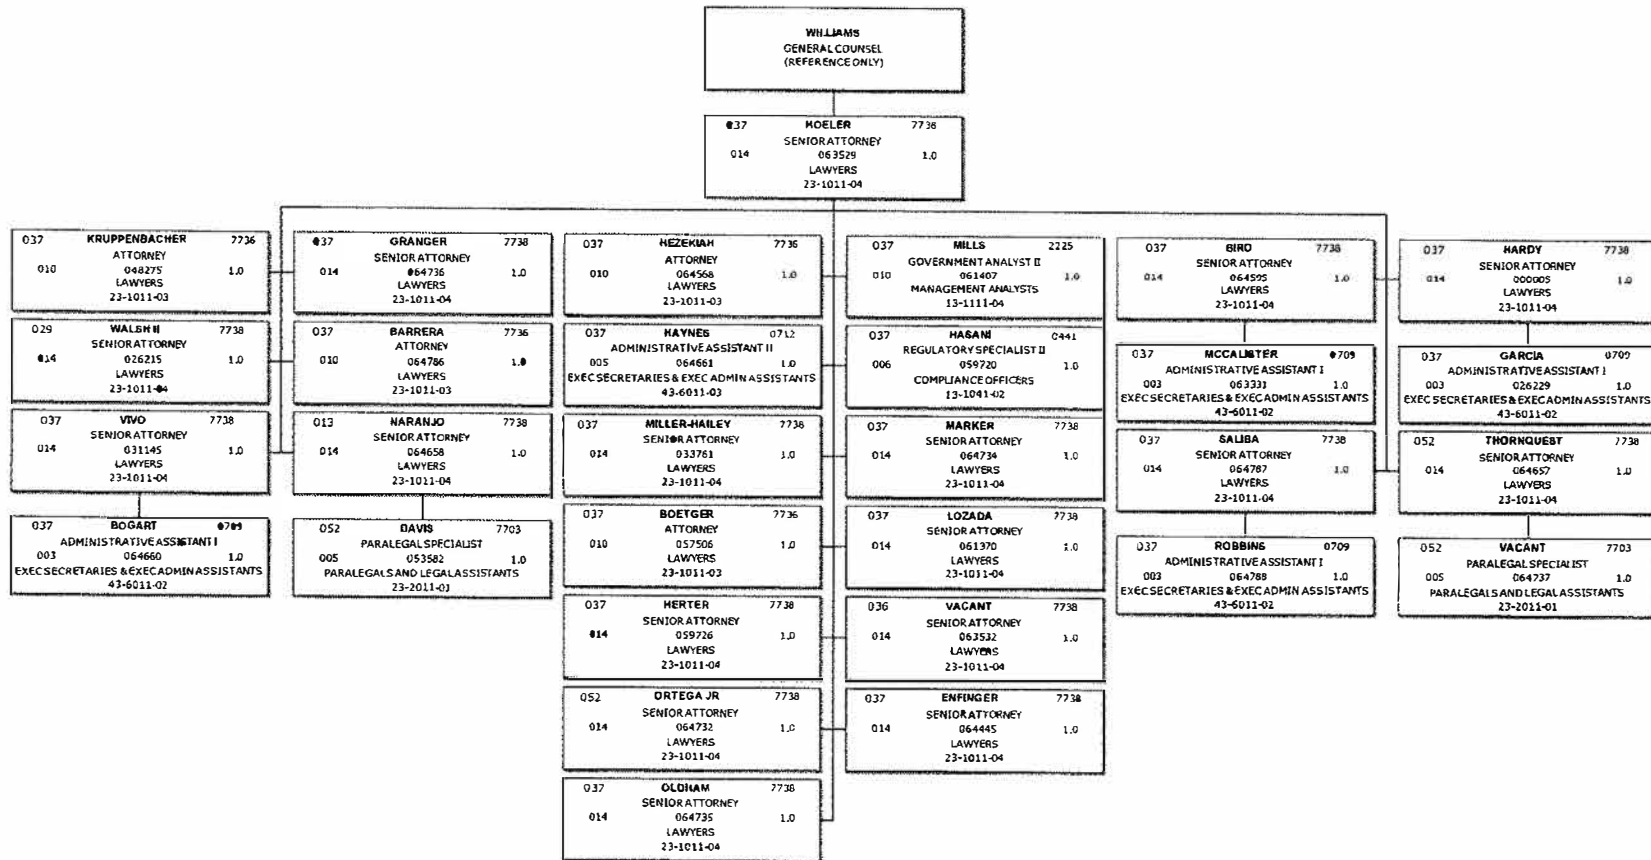 WILLIAMS
GENERAL COUNSEL
(REFERENCE ONLY)
037 MOELER 7736
SENIOR ATTORNEY
014 063529 1.0
LAWYERS
23-1011-04
037 KRUPPENBACHER 7736
ATTORNEY
010 048275 1.0
LAWYERS
23-1011-03
037 GRANGER 7738
SENIOR ATTORNEY
014 064736 1.0
LAWYERS
23-1011-04
037 HEZEKIAH 7736
ATTORNEY
010 064568 1.0
LAWYERS
23-1011-03
037 MILLS 2225
GOVERNMENT ANALYST II
010 061407 1.0
MANAGEMENT ANALYSTS
13-1111-04
037 BIRD 7738
SENIOR ATTORNEY
014 064595 1.0
LAWYERS
23-1011-04
037 HARDY 7738
SENIOR ATTORNEY
014 000005 1.0
LAWYERS
23-1011-04
029 WALSH II 7738
SENIOR ATTORNEY
014 026215 1.0
LAWYERS
23-1011-04
037 BARRERA 7736
ATTORNEY
010 064786 1.0
LAWYERS
23-1011-03
037 HAYNES 0712
ADMINISTRATIVE ASSISTANT II
005 064661 1.0
EXEC SECRETARIES & EXEC ADMIN ASSISTANTS
43-6011-03
037 HASANI 0441
REGULATORY SPECIALIST II
006 059720 1.0
COMPLIANCE OFFICERS
13-1041-02
037 MCCALISTER 0709
ADMINISTRATIVE ASSISTANT I
003 063331 1.0
EXEC SECRETARIES & EXEC ADMIN ASSISTANTS
43-6011-02
037 GARCIA 0709
ADMINISTRATIVE ASSISTANT I
003 026229 1.0
EXEC SECRETARIES & EXEC ADMIN ASSISTANTS
43-6011-02
037 VIVO 7738
SENIOR ATTORNEY
014 031145 1.0
LAWYERS
23-1011-04
013 NARANJO 7738
SENIOR ATTORNEY
014 064658 1.0
LAWYERS
23-1011-04
037 MILLER-HAILEY 7738
SENIOR ATTORNEY
014 033761 1.0
LAWYERS
23-1011-04
037 MARKER 7738
SENIOR ATTORNEY
014 064734 1.0
LAWYERS
23-1011-04
037 SALIBA 7738
SENIOR ATTORNEY
014 064787 1.0
LAWYERS
23-1011-04
052 THORNQUEST 7738
SENIOR ATTORNEY
014 064657 1.0
LAWYERS
23-1011-04
037 BOGART 0709
ADMINISTRATIVE ASSISTANT I
003 064660 1.0
EXEC SECRETARIES & EXEC ADMIN ASSISTANTS
43-6011-02
052 DAVIS 7703
PARALEGAL SPECIALIST
005 053582 1.0
PARALEGALS AND LEGAL ASSISTANTS
23-2011-01
037 BOETGER 7736
ATTORNEY
010 057506 1.0
LAWYERS
23-1011-03
037 LOZADA 7738
SENIOR ATTORNEY
014 061370 1.0
LAWYERS
23-1011-04
037 ROBBINS 0709
ADMINISTRATIVE ASSISTANT I
003 064788 1.0
EXEC SECRETARIES & EXEC ADMIN ASSISTANTS
43-6011-02
052 VACANT 7703
PARALEGAL SPECIALIST
005 064737 1.0
PARALEGALS AND LEGAL ASSISTANTS
23-2011-01
037 HERTER 7738
SENIOR ATTORNEY
014 059726 1.0
LAWYERS
23-1011-04
036 VACANT 7738
SENIOR ATTORNEY
014 063532 1.0
LAWYERS
23-1011-04
052 ORTEGA JR 7738
SENIOR ATTORNEY
014 064732 1.0
LAWYERS
23-1011-04
037 ENFINGER 7738
SENIOR ATTORNEY
014 064445 1.0
LAWYERS
23-1011-04
037 OLDHAM 7738
SENIOR ATTORNEY
014 064735 1.0
LAWYERS
23-1011-04